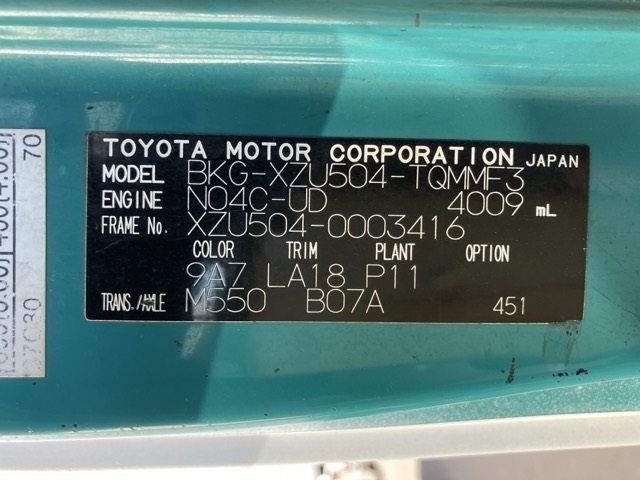 TOYOTA MOTOR CORPORATION JAPAN
MODEL BKG-XZU504-TQMMF3
ENGINE N04C-UD 4009 mL
FRAME No. XZU504-0003416
COLOR TRIM PLANT OPTION
9A7 LA18 P11
TRANS./AXLE M550 B07A 451
70